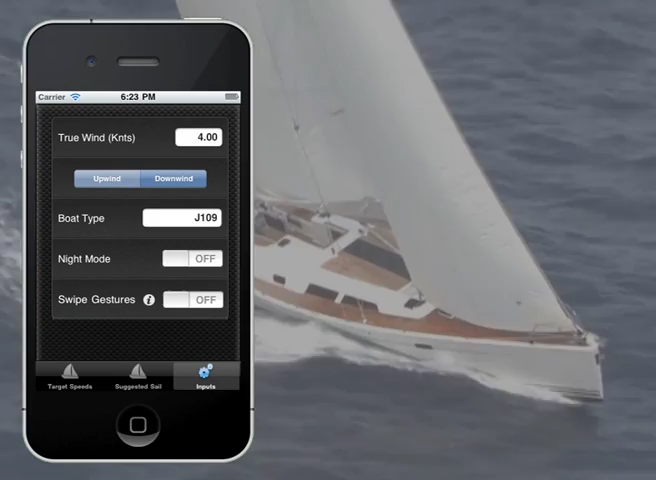 Carrier 6:23 PM
True Wind (Knts) 4.00
Upwind Downwind
Boat Type J109
Night Mode OFF
Swipe Gestures i OFF
Target Speeds Suggested Sail Inputs